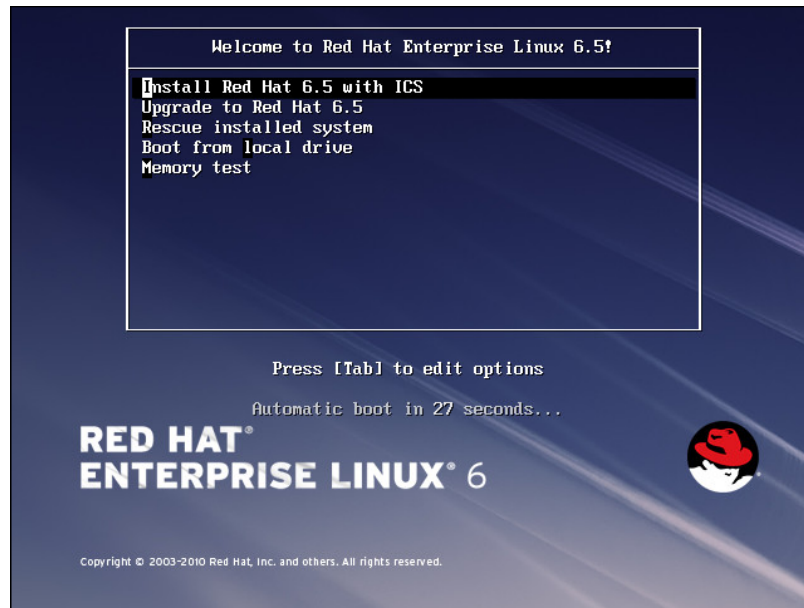 Welcome to Red Hat Enterprise Linux 6.5!
Install Red Hat 6.5 with ICS
Upgrade to Red Hat 6.5
Rescue installed system
Boot from local drive
Memory test
Press [Tab] to edit options
Automatic boot in 27 seconds...
RED HAT®
ENTERPRISE LINUX® 6
Copyright © 2003-2010 Red Hat, Inc. and others. All rights reserved.